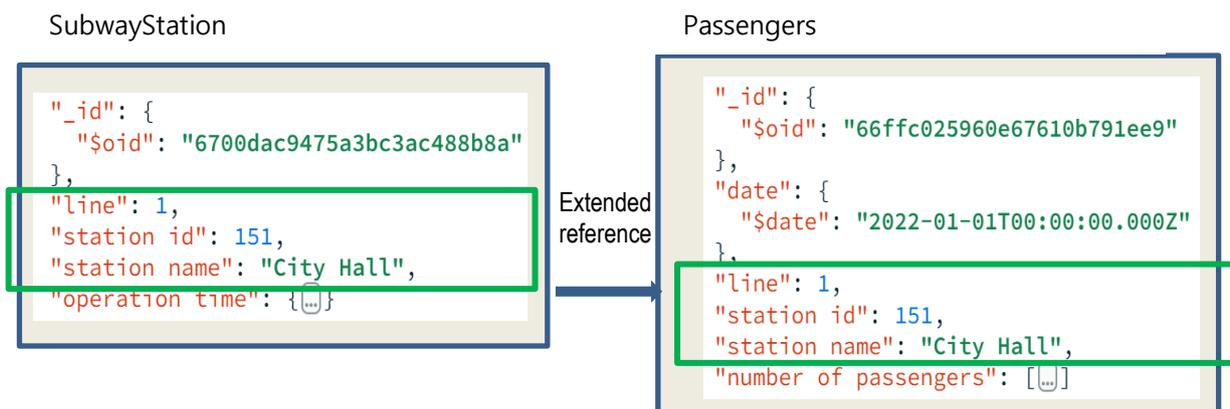 SubwayStation
"_id": {
"$oid": "6700dac9475a3bc3ac488b8a"
},
"line": 1,
"station id": 151,
"station name": "City Hall",
"operation time": {…}
Extended
reference
Passengers
"_id": {
"$oid": "66ffc025960e67610b791ee9"
},
"date": {
"$date": "2022-01-01T00:00:00.000Z"
},
"line": 1,
"station id": 151,
"station name": "City Hall",
"number of passengers": […]